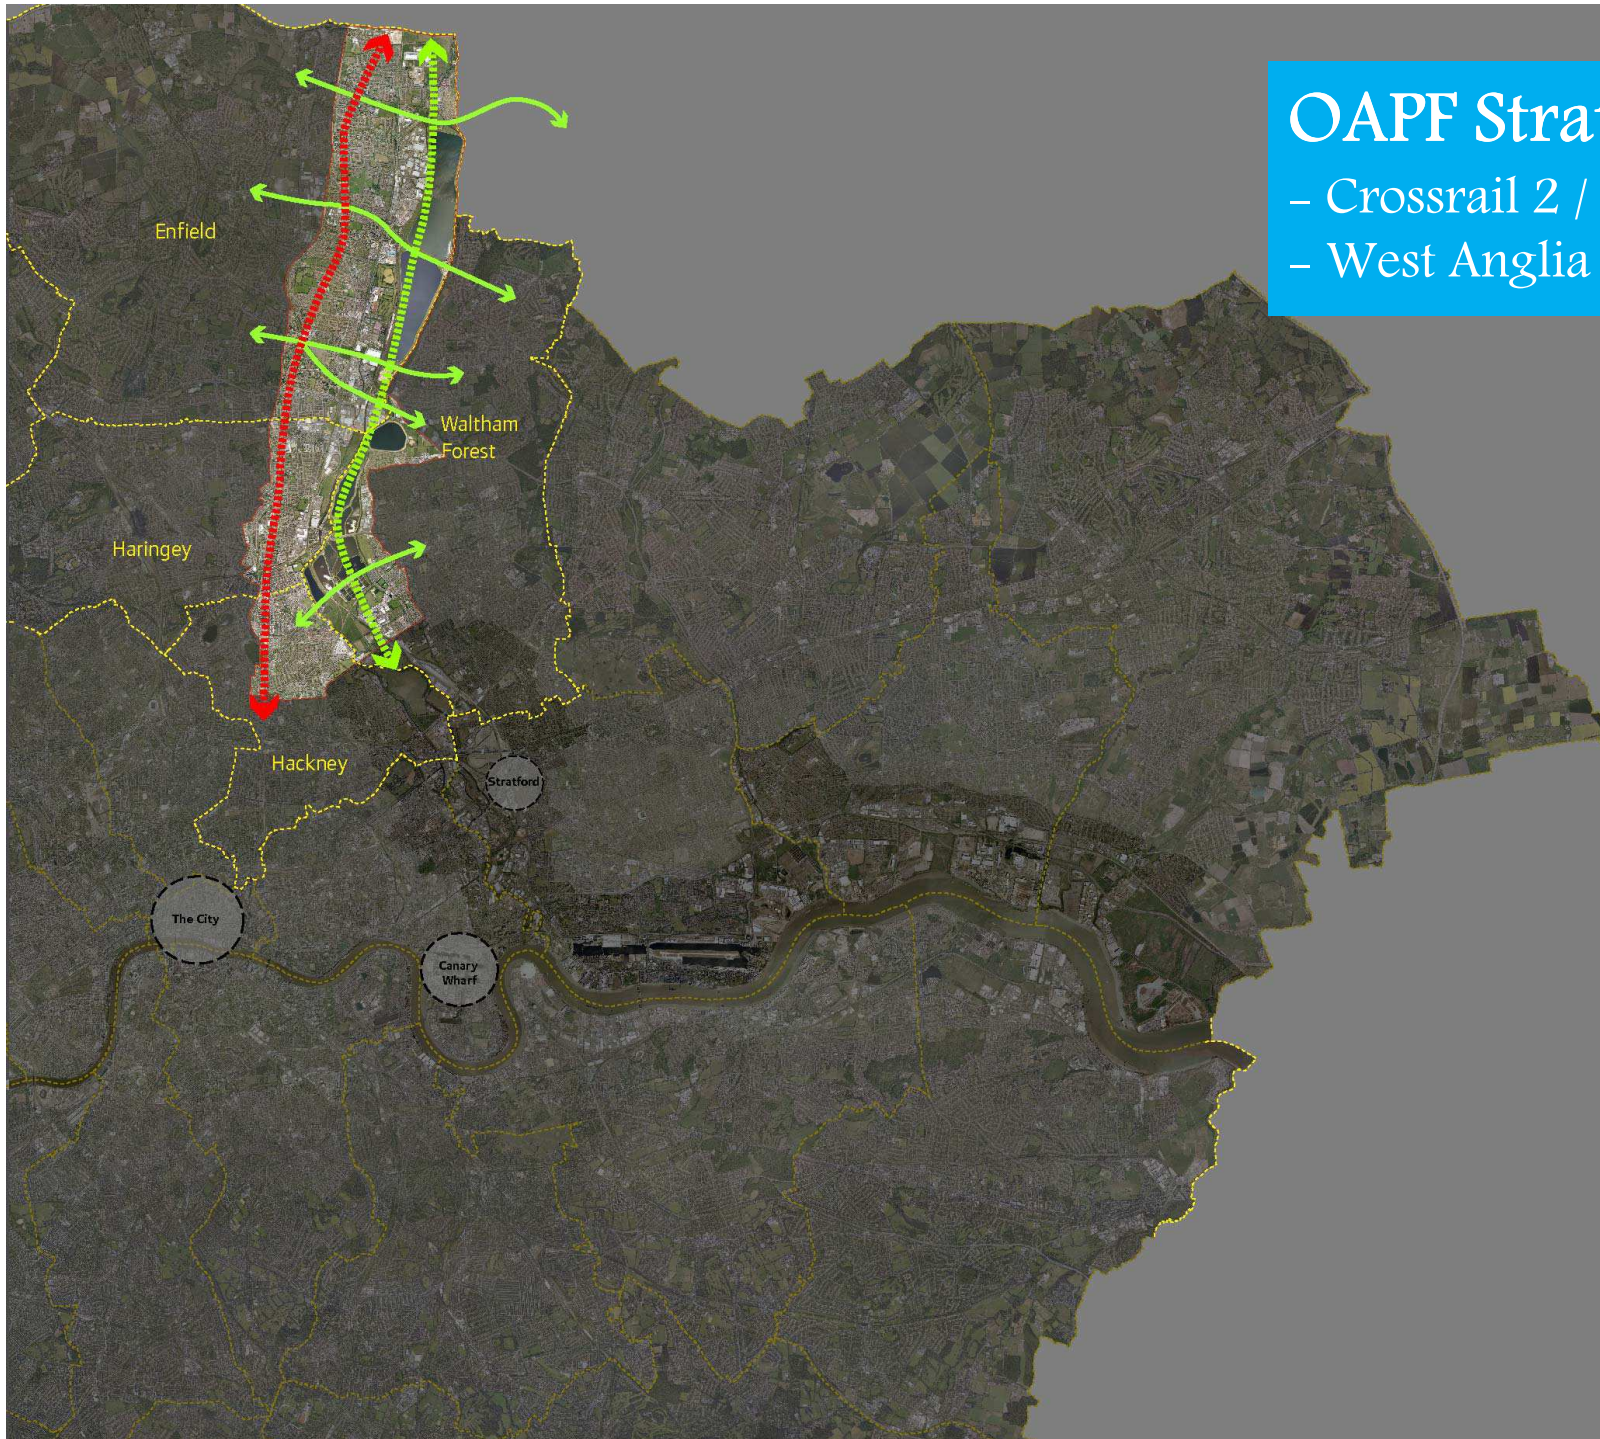 OAPF Strat
- Crossrail 2 /
- West Anglia
Enfield
Waltham
Forest
Haringey
Hackney
Stratford
The City
Canary
Wharf